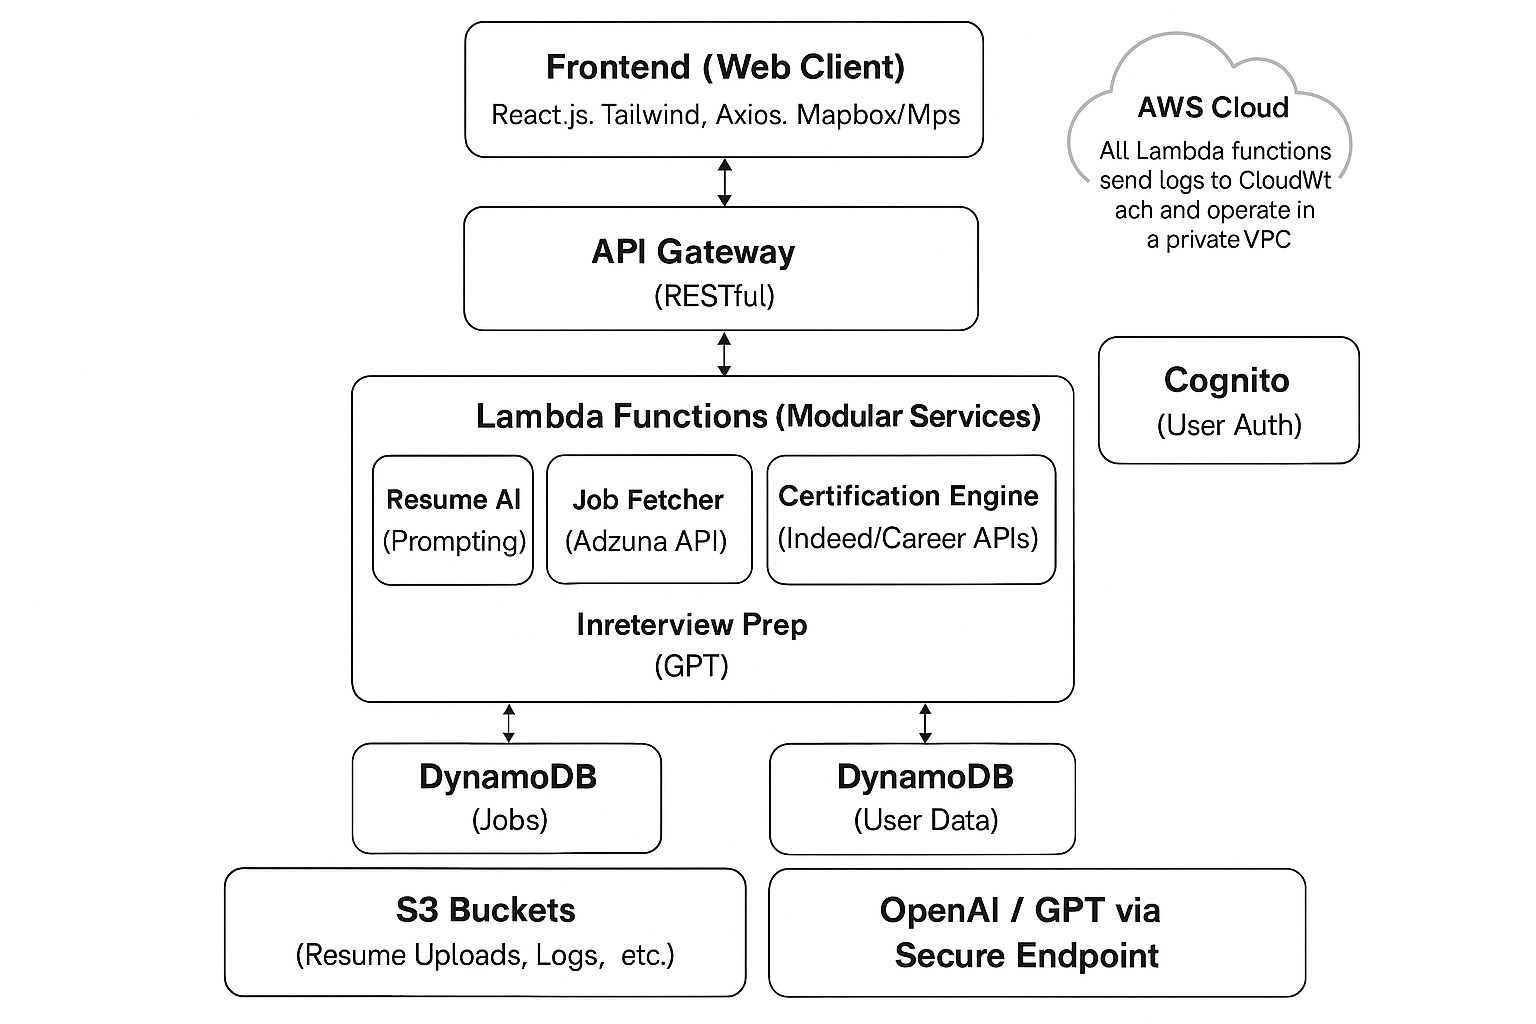 Frontend (Web Client)
React.js. Tailwind, Axios. Mapbox/Mps
AWS Cloud
All Lambda functions
send logs to CloudWt
ach and operate in
a private VPC
API Gateway
(RESTful)
Cognito
(User Auth)
Lambda Functions (Modular Services)
Resume AI
(Prompting)
Job Fetcher
(Adzuna API)
Certification Engine
(Indeed/Career APIs)
Inreterview Prep
(GPT)
DynamoDB
(Jobs)
DynamoDB
(User Data)
S3 Buckets
(Resume Uploads, Logs, etc.)
OpenAI / GPT via
Secure Endpoint